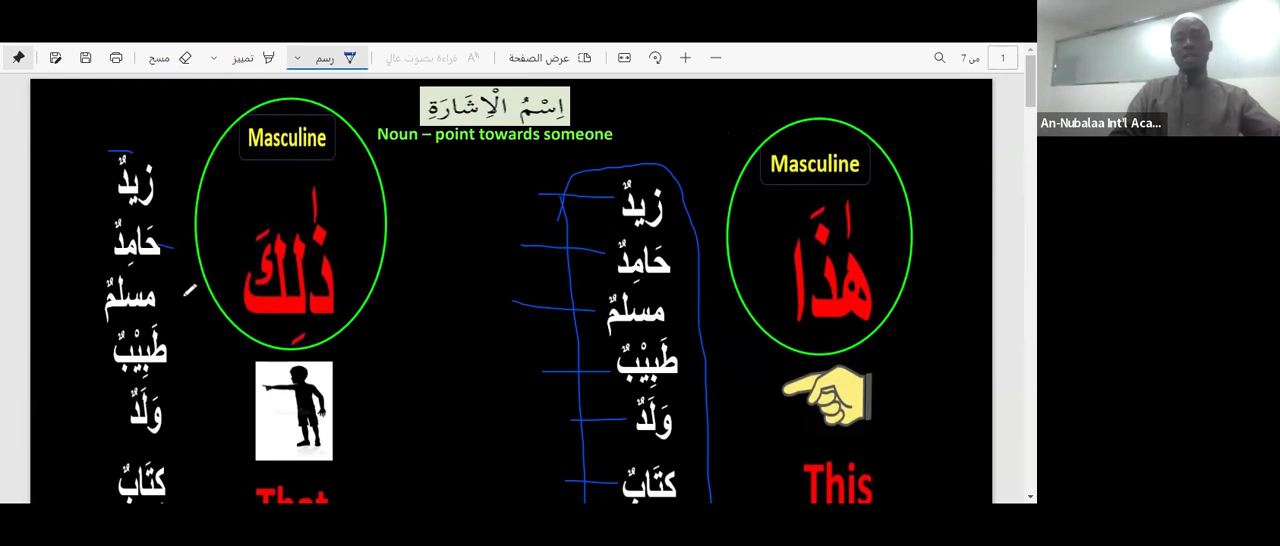 مسح
تمييز
رسم
قراءة بصوت عالٍ
عرض الصفحة
من 7
1
An-Nubalaa Int'l Aca...
اِسْمُ الْاِشَارَةِ
Noun – point towards someone
Masculine
هٰذَا
This
زيدٌ
حَامِدٌ
مسلمٌ
طَبِيْبٌ
وَلَدٌ
كتَابٌ
Masculine
ذٰلِكَ
That
زيدٌ
حَامِدٌ
مسلمٌ
طَبِيْبٌ
وَلَدٌ
كتَابٌ